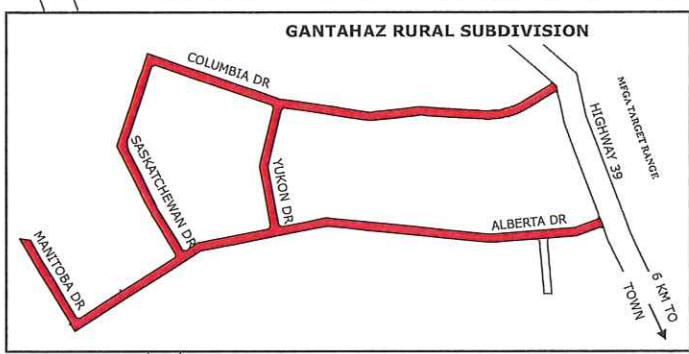 GANTAHAZ RURAL SUBDIVISION
COLUMBIA DR
HIGHWAY 39
MFGA TARGET RANGE
SASKATCHEWAN DR
YUKON DR
MANITOBA DR
ALBERTA DR
6 KM TO
TOWN